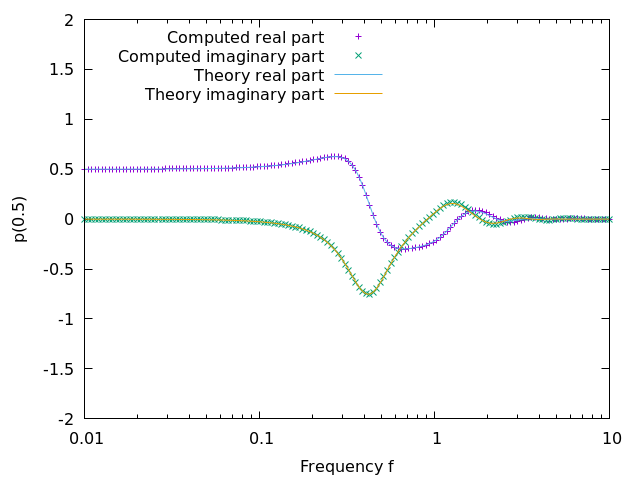 Computed real part
Computed imaginary part
Theory real part
Theory imaginary part
2
1.5
1
0.5
0
-0.5
-1
-1.5
-2
p(0.5)
0.01
0.1
1
10
Frequency f